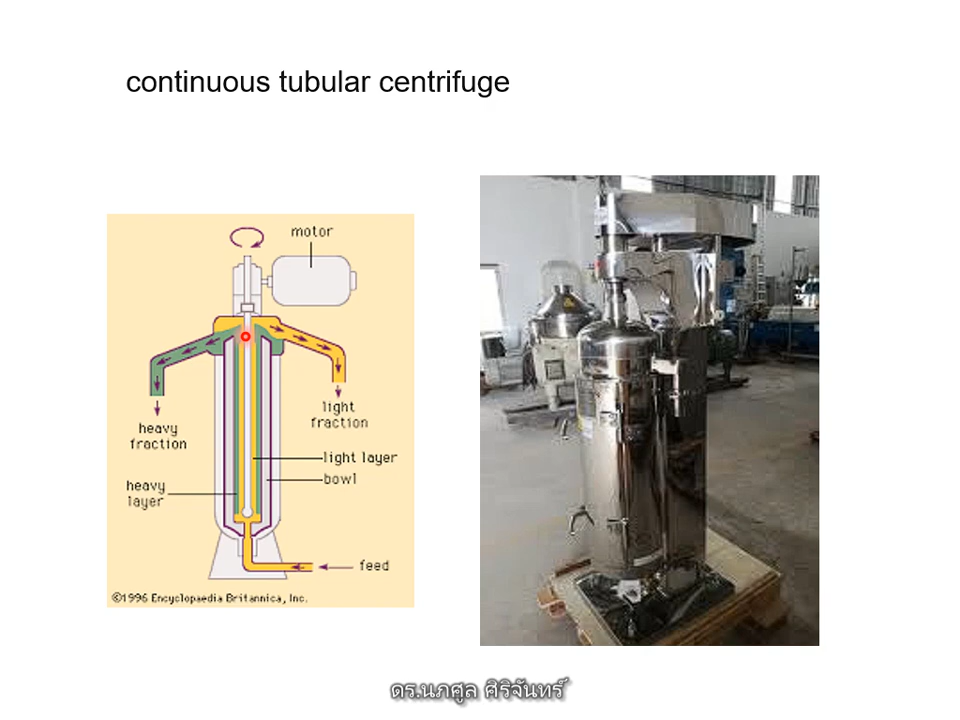 continuous tubular centrifuge
motor
light
fraction
heavy
fraction
light layer
bowl
heavy
layer
feed
©1996 Encyclopaedia Britannica, Inc.
ดร.นภศูล ศิริจันทร์